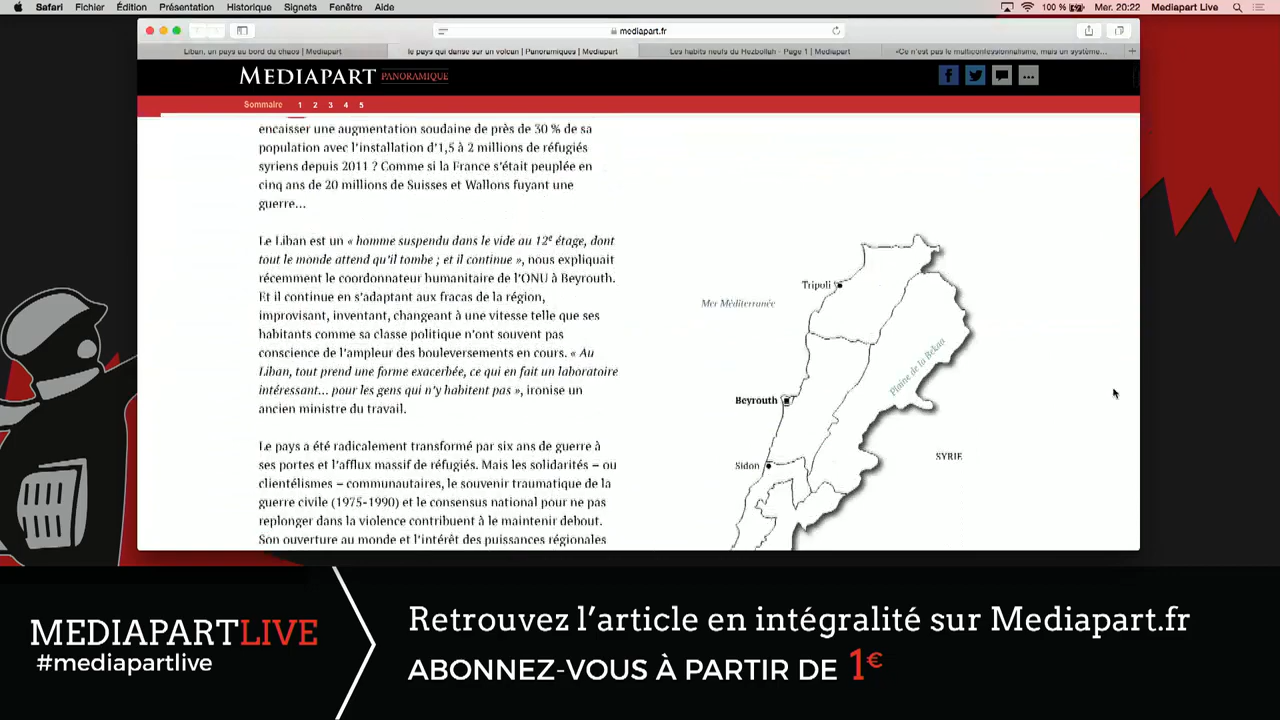 Safari Fichier Édition Présentation Historique Signets Fenêtre Aide 100 % Mer. 20:22 Mediapart Live
mediapart.fr
Liban, un pays au bord du chaos | Mediapart
le pays qui danse sur un volcan | Panoramiques | Mediapart
Les habits neufs du Hezbollah - Page 1 | Mediapart
«Ce n'est pas le multiconfessionnalisme, mais un système...
MEDIAPART PANORAMIQUE
Sommaire 1 2 3 4 5
encaisser une augmentation soudaine de près de 30 % de sa
population avec l'installation d'1,5 à 2 millions de réfugiés
syriens depuis 2011 ? Comme si la France s'était peuplée en
cinq ans de 20 millions de Suisses et Wallons fuyant une
guerre…
Le Liban est un « homme suspendu dans le vide au 12e étage, dont
tout le monde attend qu'il tombe ; et il continue », nous expliquait
récemment le coordonnateur humanitaire de l'ONU à Beyrouth.
Et il continue en s'adaptant aux fracas de la région,
improvisant, inventant, changeant à une vitesse telle que ses
habitants comme sa classe politique n'ont souvent pas
conscience de l'ampleur des bouleversements en cours. « Au
Liban, tout prend une forme exacerbée, ce qui en fait un laboratoire
intéressant… pour les gens qui n'y habitent pas », ironise un
ancien ministre du travail.
Le pays a été radicalement transformé par six ans de guerre à
ses portes et l'afflux massif de réfugiés. Mais les solidarités – ou
clientélismes – communautaires, le souvenir traumatique de la
guerre civile (1975-1990) et le consensus national pour ne pas
replonger dans la violence contribuent à le maintenir debout.
Son ouverture au monde et l'intérêt des puissances régionales
Tripoli
Mer Méditerranée
Plaine de la Bekaa
Beyrouth
SYRIE
Sidon
MEDIAPARTLIVE
#mediapartlive
Retrouvez l'article en intégralité sur Mediapart.fr
ABONNEZ-VOUS À PARTIR DE 1€